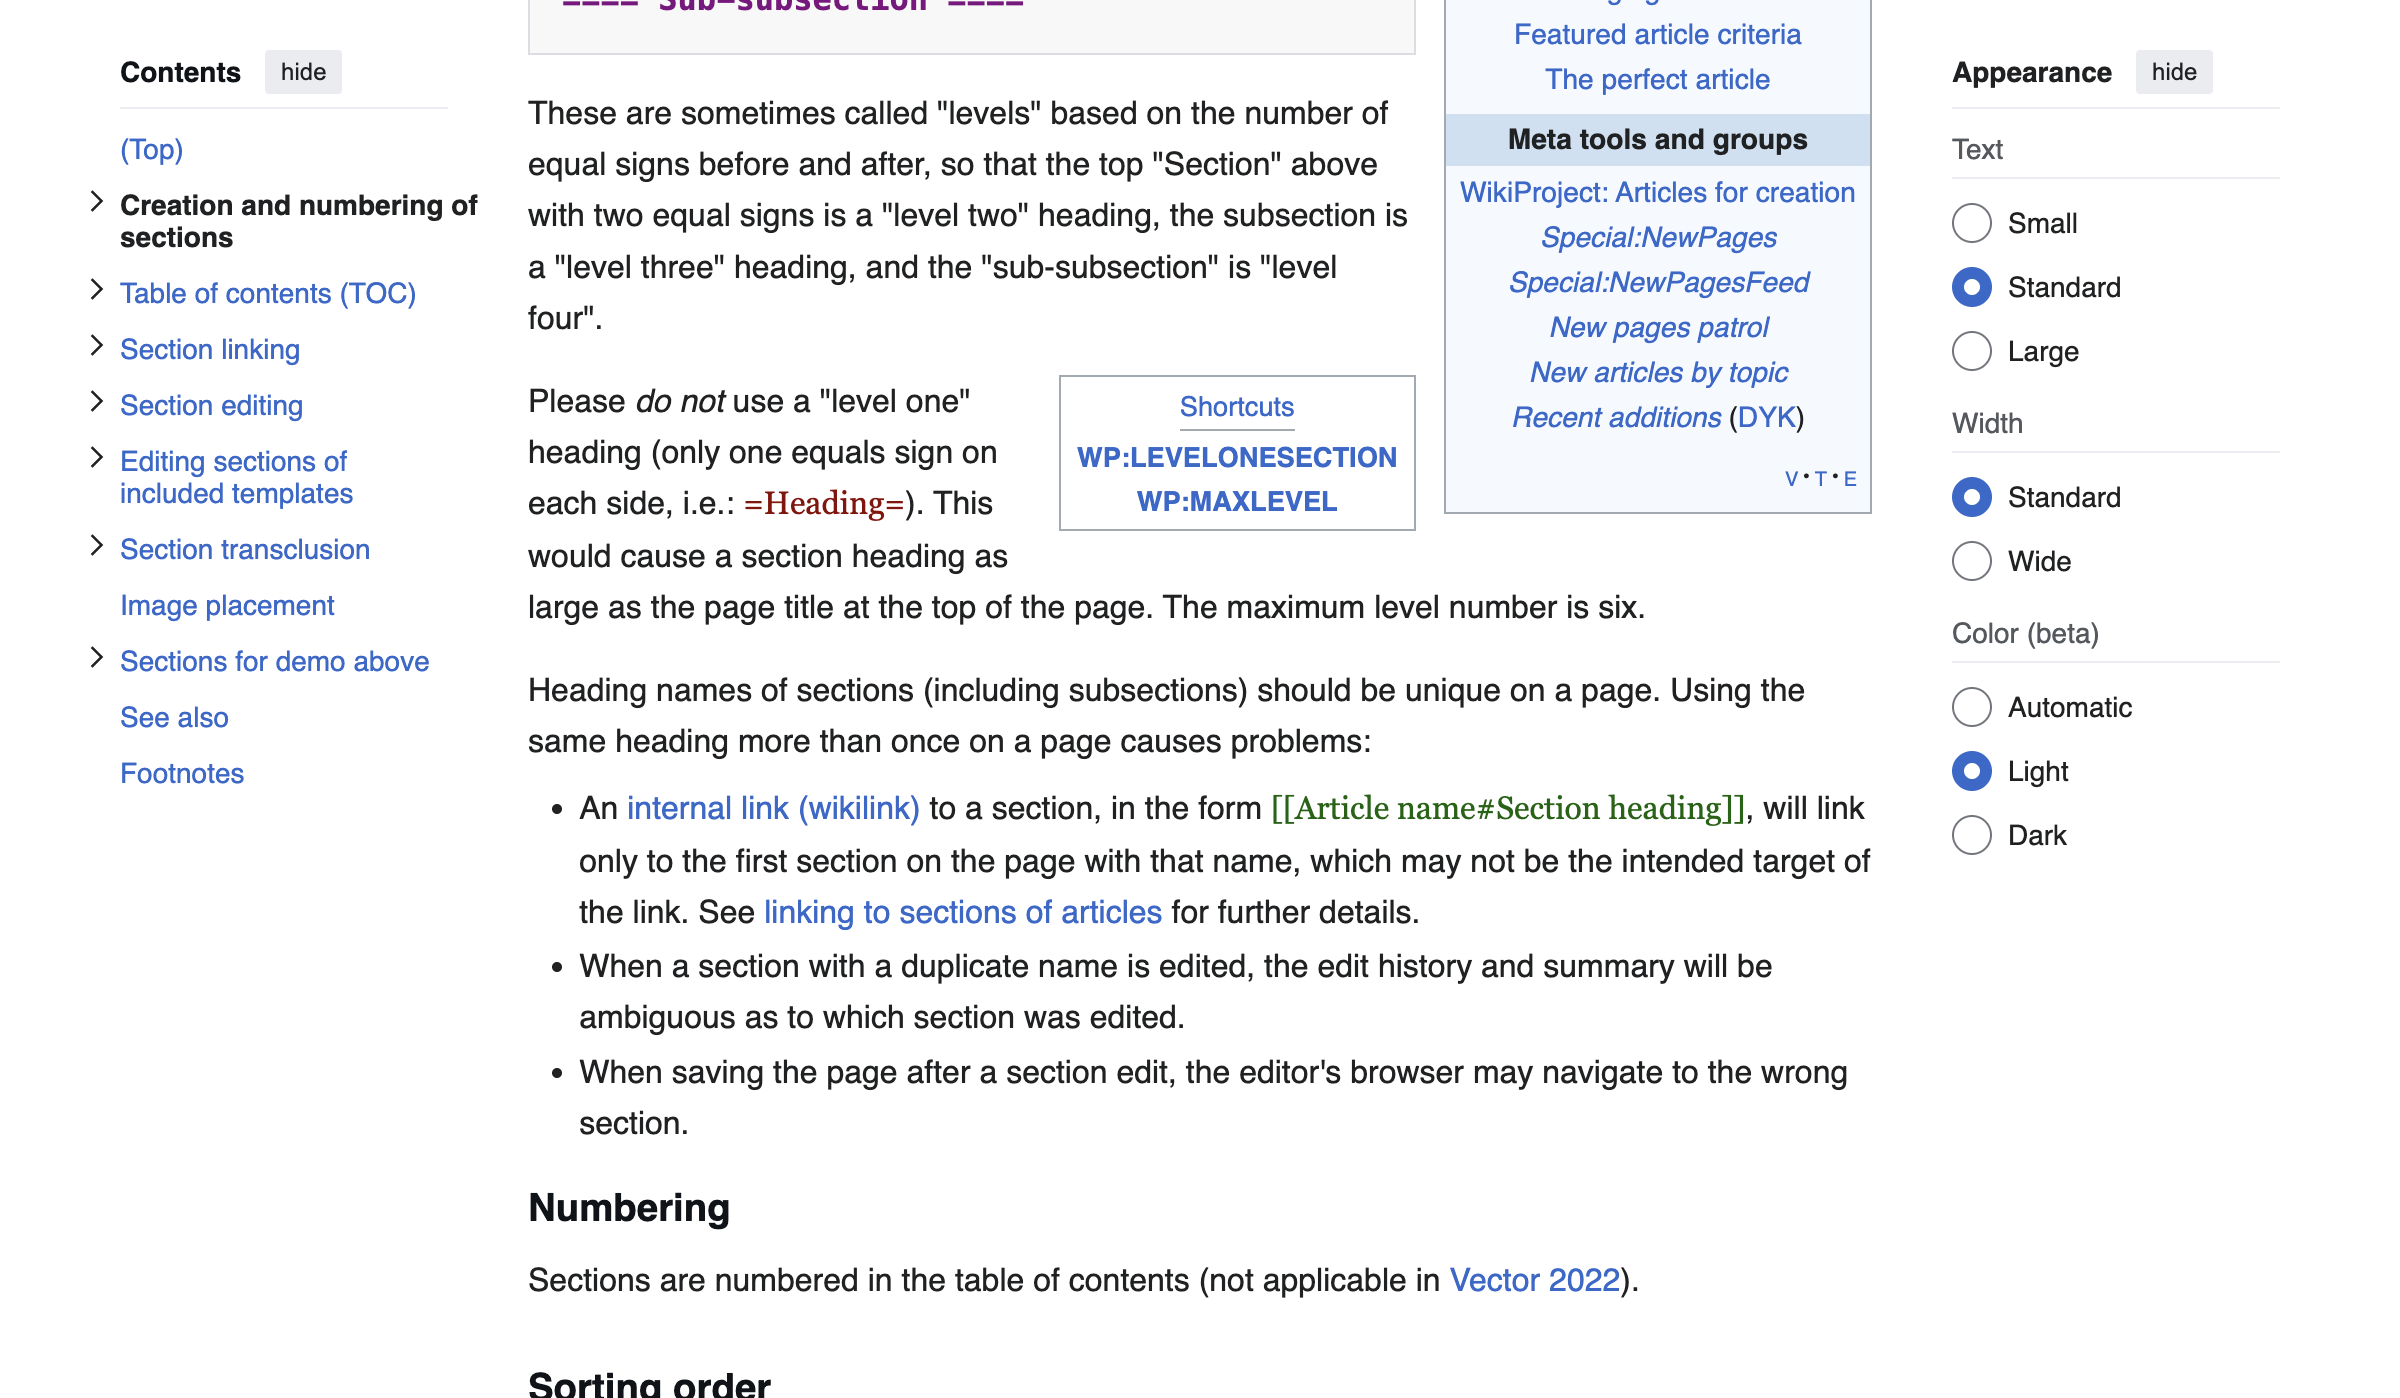 Contents hide
(Top)
Creation and numbering of
sections
Table of contents (TOC)
Section linking
Section editing
Editing sections of
included templates
Section transclusion
Image placement
Sections for demo above
See also
Footnotes
==== Sub-subsection ====
These are sometimes called "levels" based on the number of
equal signs before and after, so that the top "Section" above
with two equal signs is a "level two" heading, the subsection is
a "level three" heading, and the "sub-subsection" is "level
four".
Please do not use a "level one"
heading (only one equals sign on
each side, i.e.: =Heading=). This
would cause a section heading as
large as the page title at the top of the page. The maximum level number is six.
Shortcuts
WP:LEVELONESECTION
WP:MAXLEVEL
Heading names of sections (including subsections) should be unique on a page. Using the
same heading more than once on a page causes problems:
• An internal link (wikilink) to a section, in the form [[Article name#Section heading]], will link
only to the first section on the page with that name, which may not be the intended target of
the link. See linking to sections of articles for further details.
• When a section with a duplicate name is edited, the edit history and summary will be
ambiguous as to which section was edited.
• When saving the page after a section edit, the editor's browser may navigate to the wrong
section.
Numbering
Sections are numbered in the table of contents (not applicable in Vector 2022).
Sorting order
Featured article criteria
The perfect article
Meta tools and groups
WikiProject: Articles for creation
Special:NewPages
Special:NewPagesFeed
New pages patrol
New articles by topic
Recent additions (DYK)
V · T · E
Appearance hide
Text
Small
Standard
Large
Width
Standard
Wide
Color (beta)
Automatic
Light
Dark